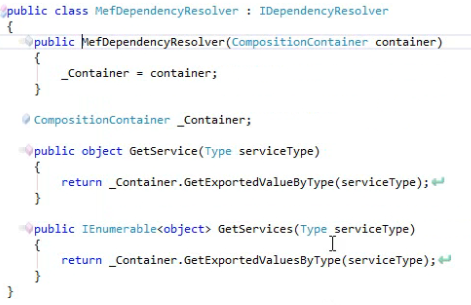 public class MefDependencyResolver : IDependencyResolver
{
public MefDependencyResolver(CompositionContainer container)
{
_Container = container;
}
CompositionContainer _Container;
public object GetService(Type serviceType)
{
return _Container.GetExportedValueByType(serviceType);
}
public IEnumerable<object> GetServices(Type serviceType)
{
return _Container.GetExportedValuesByType(serviceType);
}
}